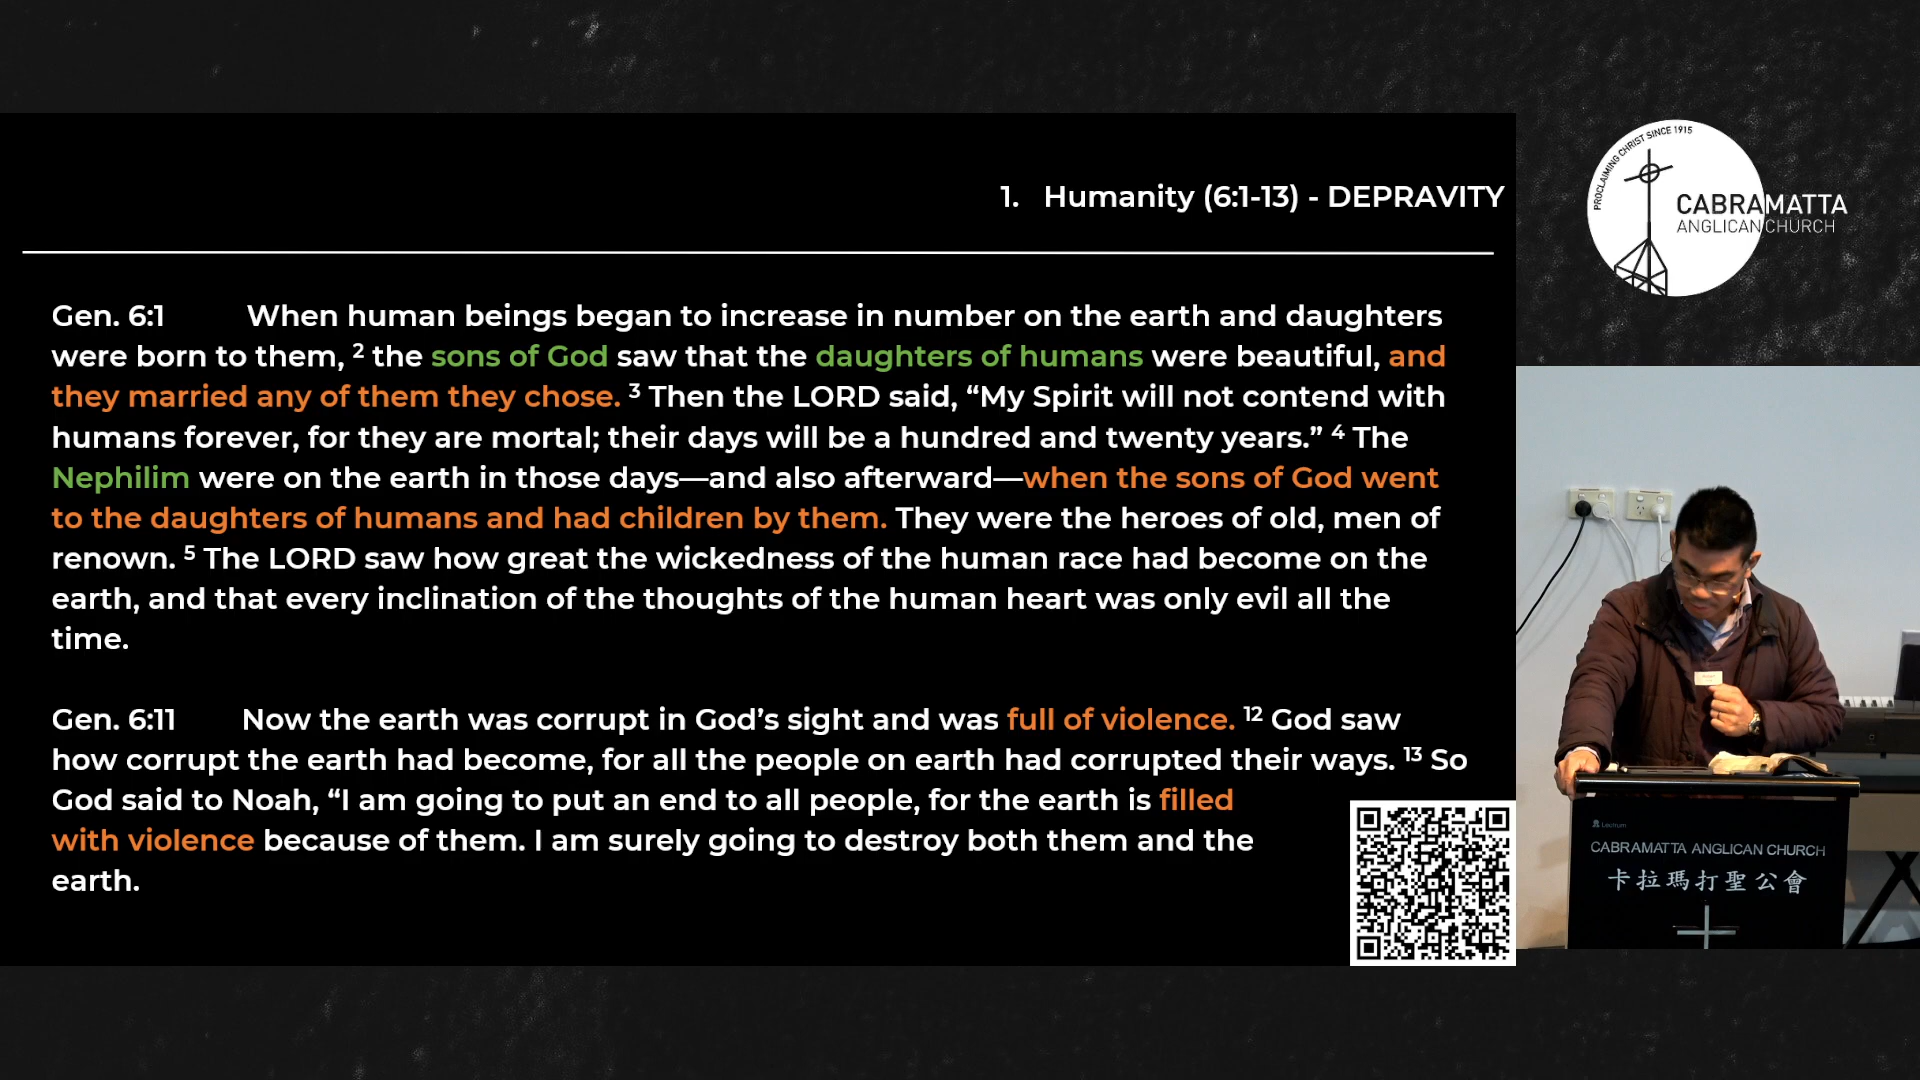 1. Humanity (6:1-13) - DEPRAVITY
Gen. 6:1 When human beings began to increase in number on the earth and daughters
were born to them, ² the sons of God saw that the daughters of humans were beautiful, and
they married any of them they chose. ³ Then the LORD said, “My Spirit will not contend with
humans forever, for they are mortal; their days will be a hundred and twenty years.” ⁴ The
Nephilim were on the earth in those days—and also afterward—when the sons of God went
to the daughters of humans and had children by them. They were the heroes of old, men of
renown. ⁵ The LORD saw how great the wickedness of the human race had become on the
earth, and that every inclination of the thoughts of the human heart was only evil all the
time.
Gen. 6:11 Now the earth was corrupt in God’s sight and was full of violence. ¹² God saw
how corrupt the earth had become, for all the people on earth had corrupted their ways. ¹³ So
God said to Noah, “I am going to put an end to all people, for the earth is filled
with violence because of them. I am surely going to destroy both them and the
earth.
PROCLAIMING CHRIST SINCE 1915
CABRAMATTA
ANGLICAN CHURCH
Lectrum
CABRAMATTA ANGLICAN CHURCH
卡拉瑪打聖公會